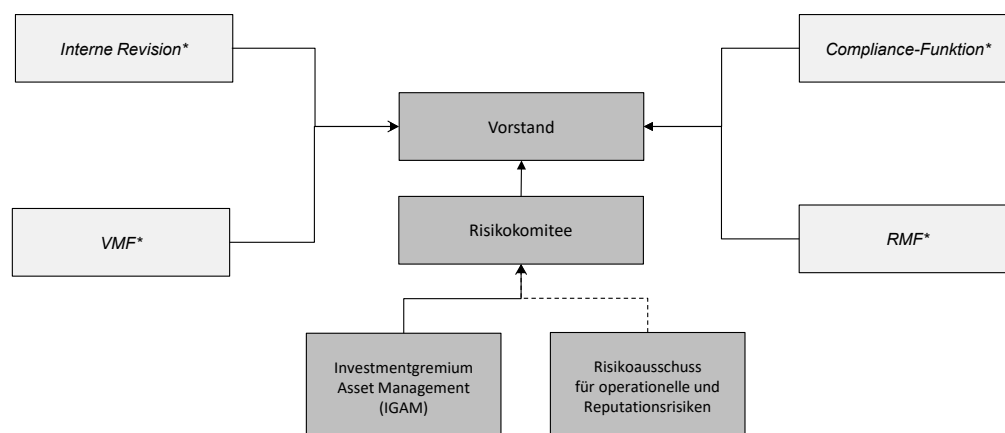 Interne Revision*
Compliance-Funktion*
Vorstand
VMF*
Risikokomitee
RMF*
Investmentgremium
Asset Management
(IGAM)
Risikoausschuss
für operationelle und
Reputationsrisiken